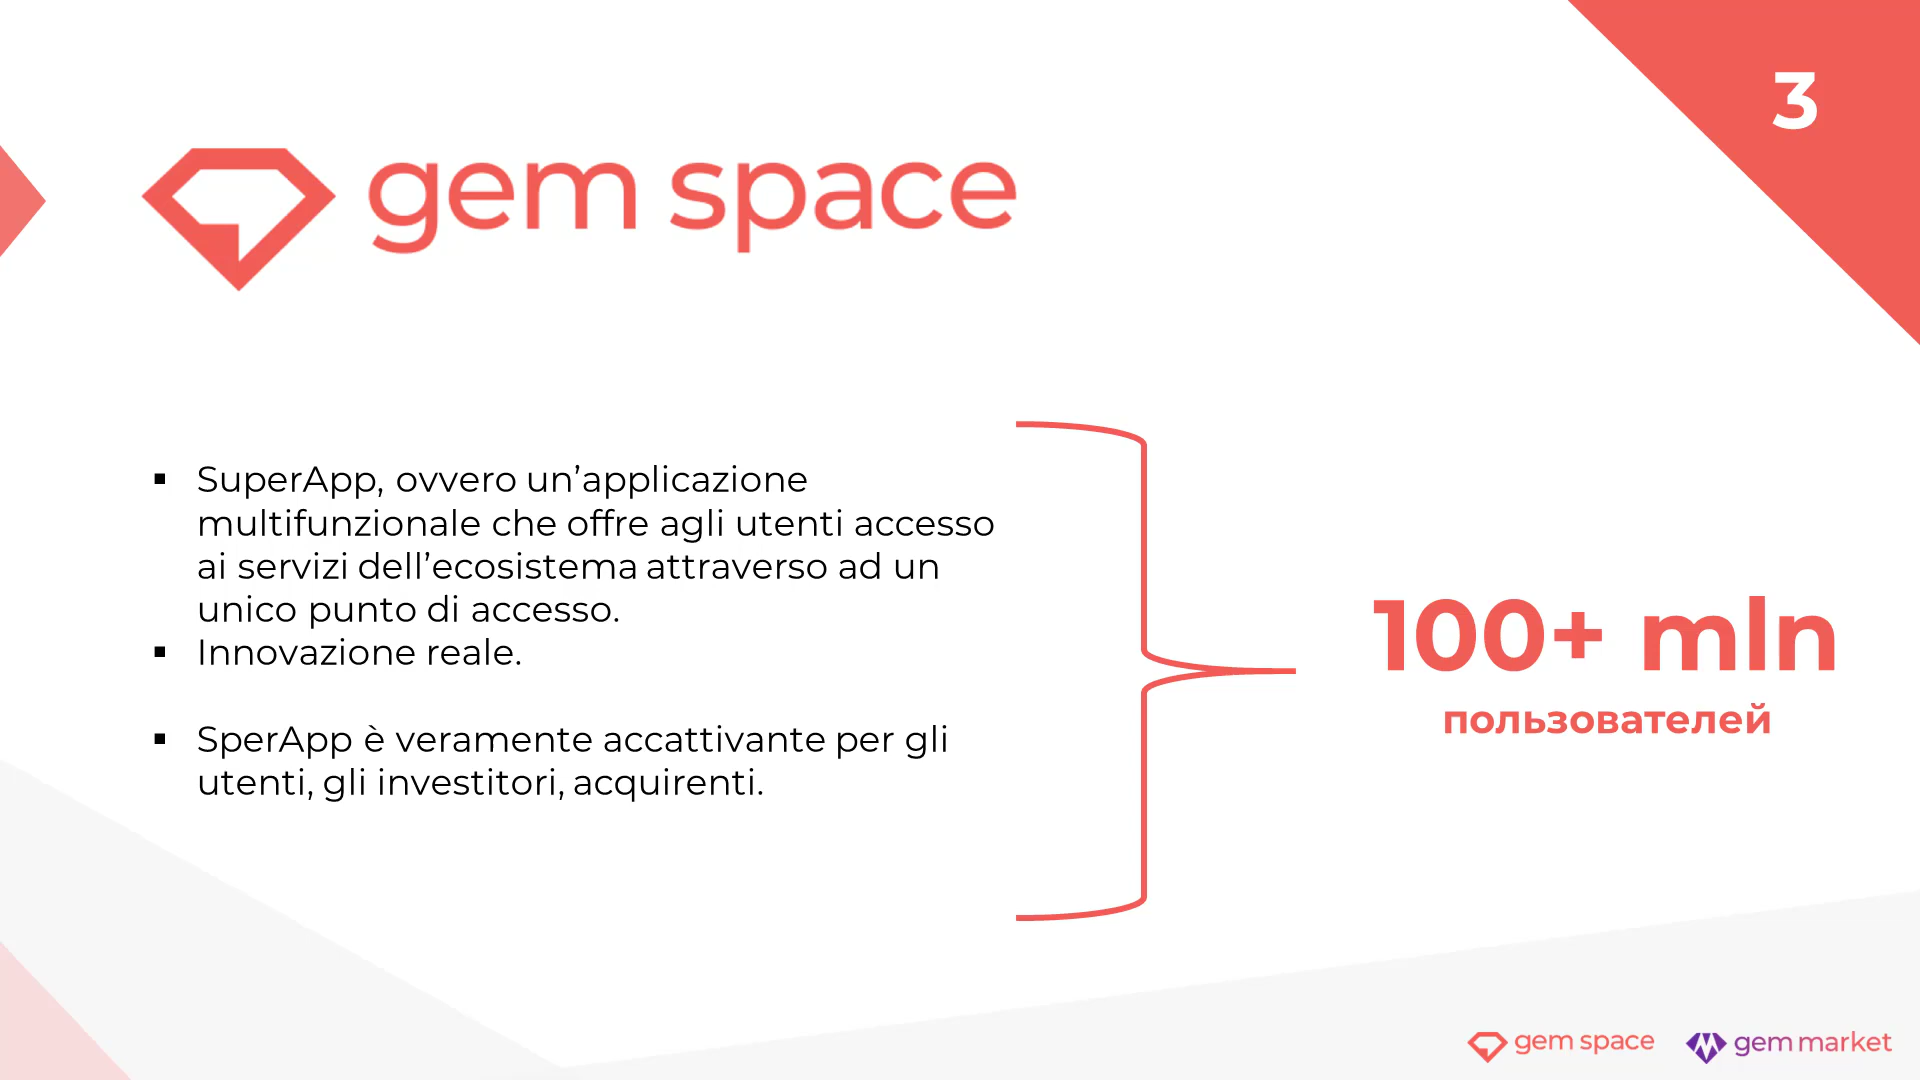 3
gem space
▪ SuperApp, ovvero un’applicazione
multifunzionale che offre agli utenti accesso
ai servizi dell’ecosistema attraverso ad un
unico punto di accesso.
▪ Innovazione reale.
▪ SperApp è veramente accattivante per gli
utenti, gli investitori, acquirenti.
100+ mln
пользователей
gem space
gem market